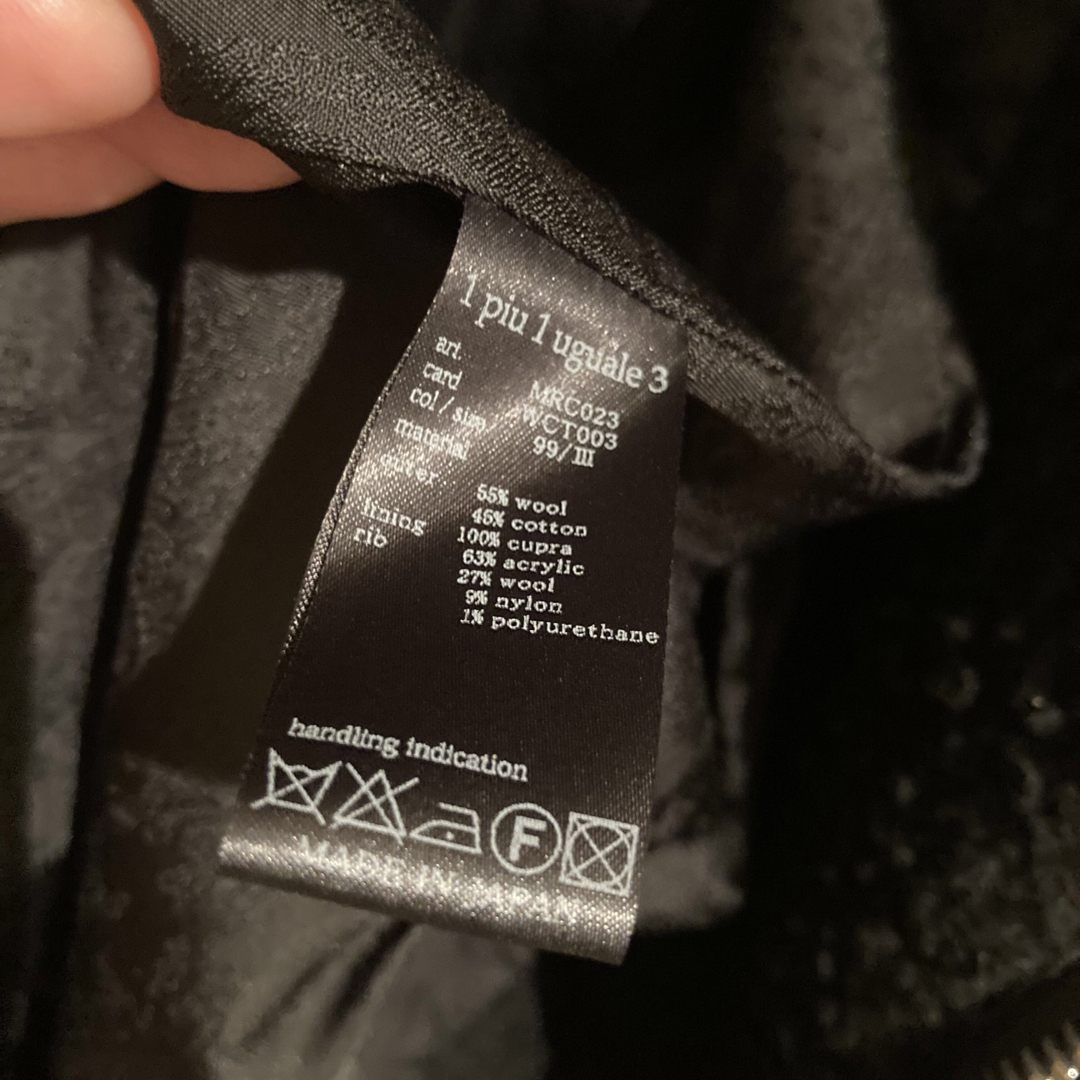 1 piu 1 uguale 3
art. MRC023
card WCT003
col / size 99/III
material
outer 55% wool
45% cotton
lining 100% cupra
rib 63% acrylic
27% wool
9% nylon
1% polyurethane
handling indication
F
MADE IN JAPAN